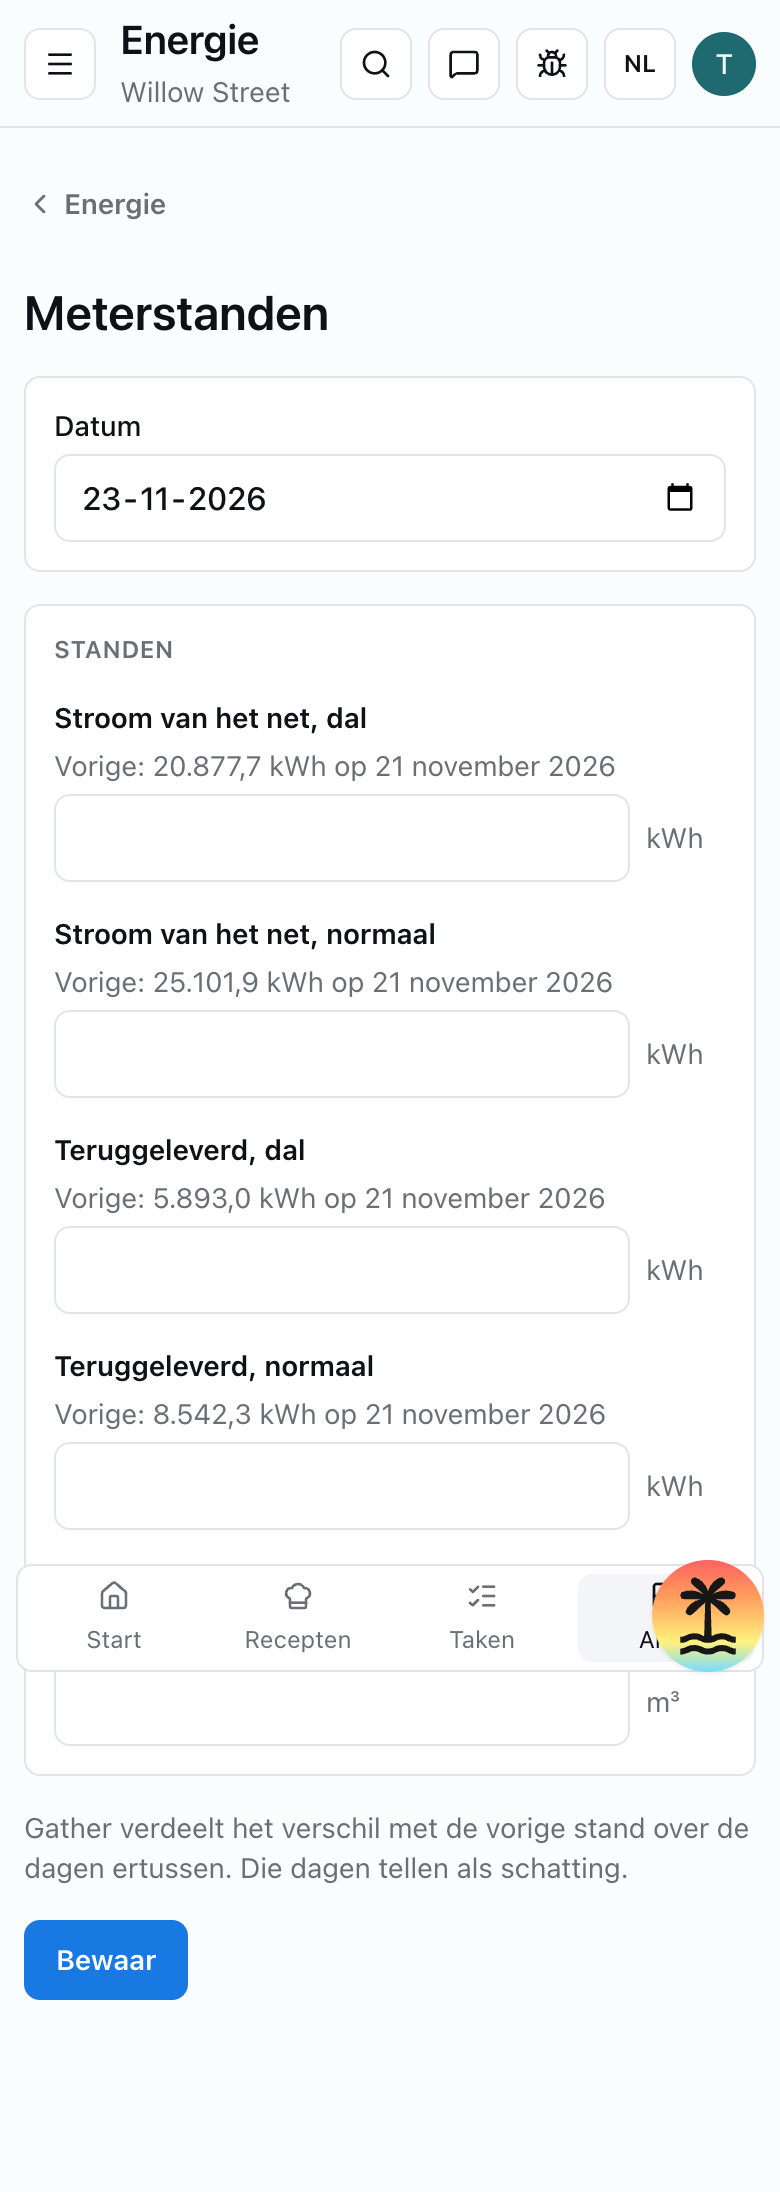 Energie
Willow Street
NL
T
Energie
Meterstanden
Datum
23-11-2026
STANDEN
Stroom van het net, dal
Vorige: 20.877,7 kWh op 21 november 2026
kWh
Stroom van het net, normaal
Vorige: 25.101,9 kWh op 21 november 2026
kWh
Teruggeleverd, dal
Vorige: 5.893,0 kWh op 21 november 2026
kWh
Teruggeleverd, normaal
Vorige: 8.542,3 kWh op 21 november 2026
kWh
Start
Recepten
Taken
m³
Gather verdeelt het verschil met de vorige stand over de
dagen ertussen. Die dagen tellen als schatting.
Bewaar